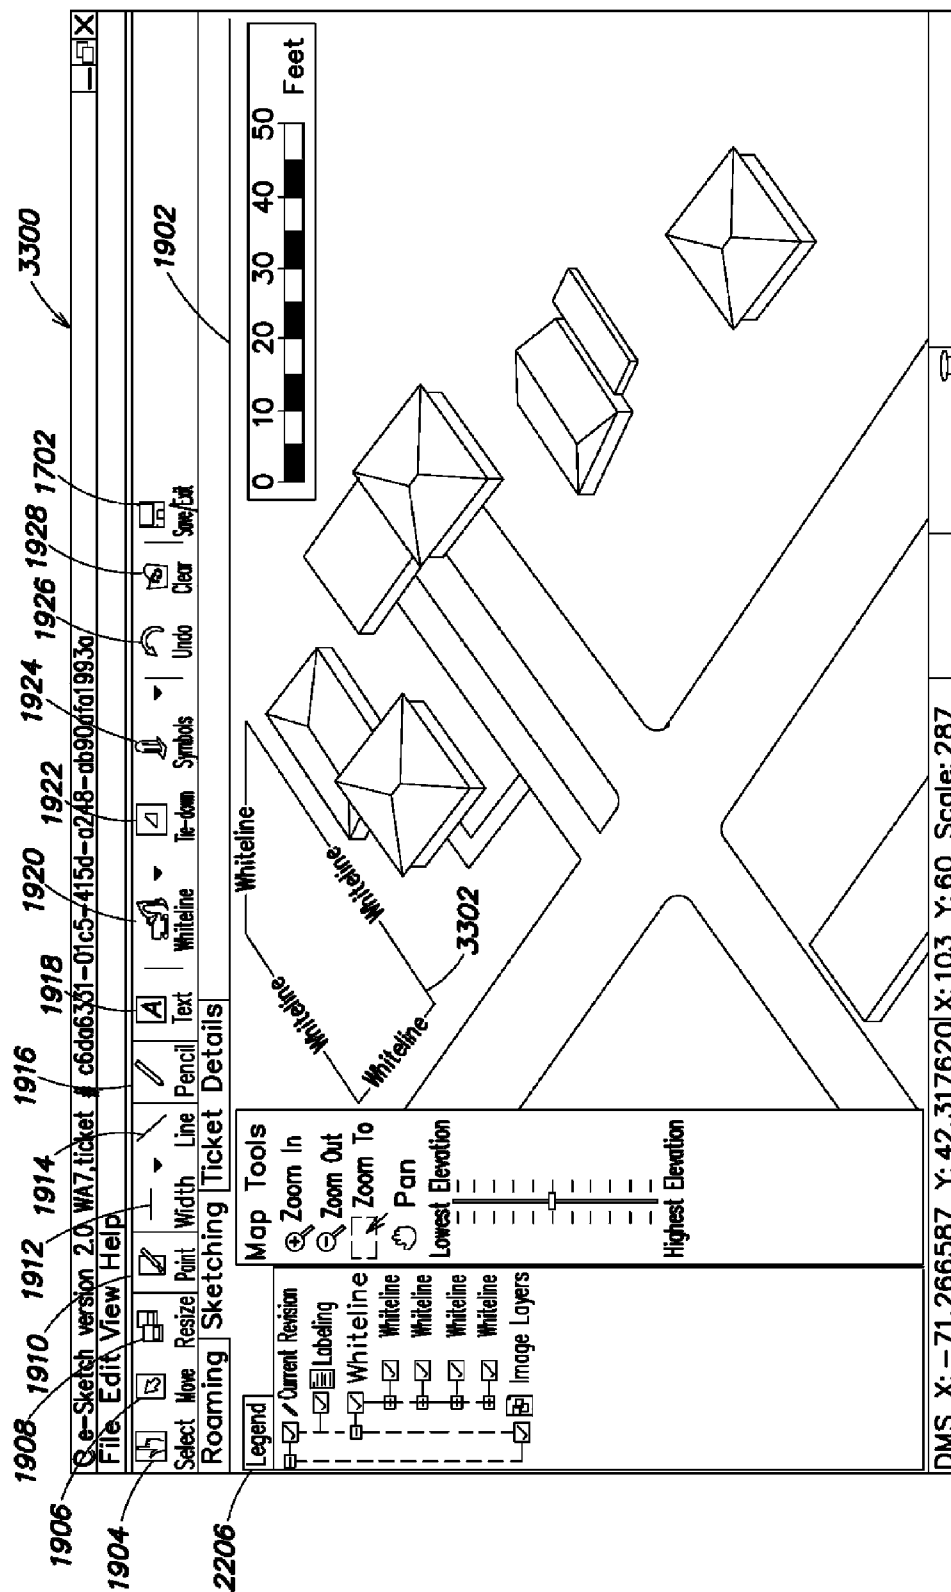 3300
1904
1906
1908
1910
1912
1914
1916
1918
1920
1922
1924
1926
1928
1702
1902
2206
e-Sketch version 2.0 WA7,ticket # c6da6331-01c5-415d-a248-ab90afa1993a
File Edit View Help
Select Move Resize Paint Width Line Pencil Text Whiteline Tie-down Symbols Undo Clear Save/Exit
Roaming Sketching Ticket Details
Legend
Current Revision
Labeling
Whiteline
Whiteline
Whiteline
Whiteline
Whiteline
Image Layers
Map Tools
Zoom In
Zoom Out
Zoom To
Pan
Lowest Elevation
Highest Elevation
Whiteline
Whiteline
Whiteline
Whiteline
3302
0 10 20 30 40 50
Feet
DMS X:-71.266587 Y: 42.317620 X:103 Y:60 Scale:287